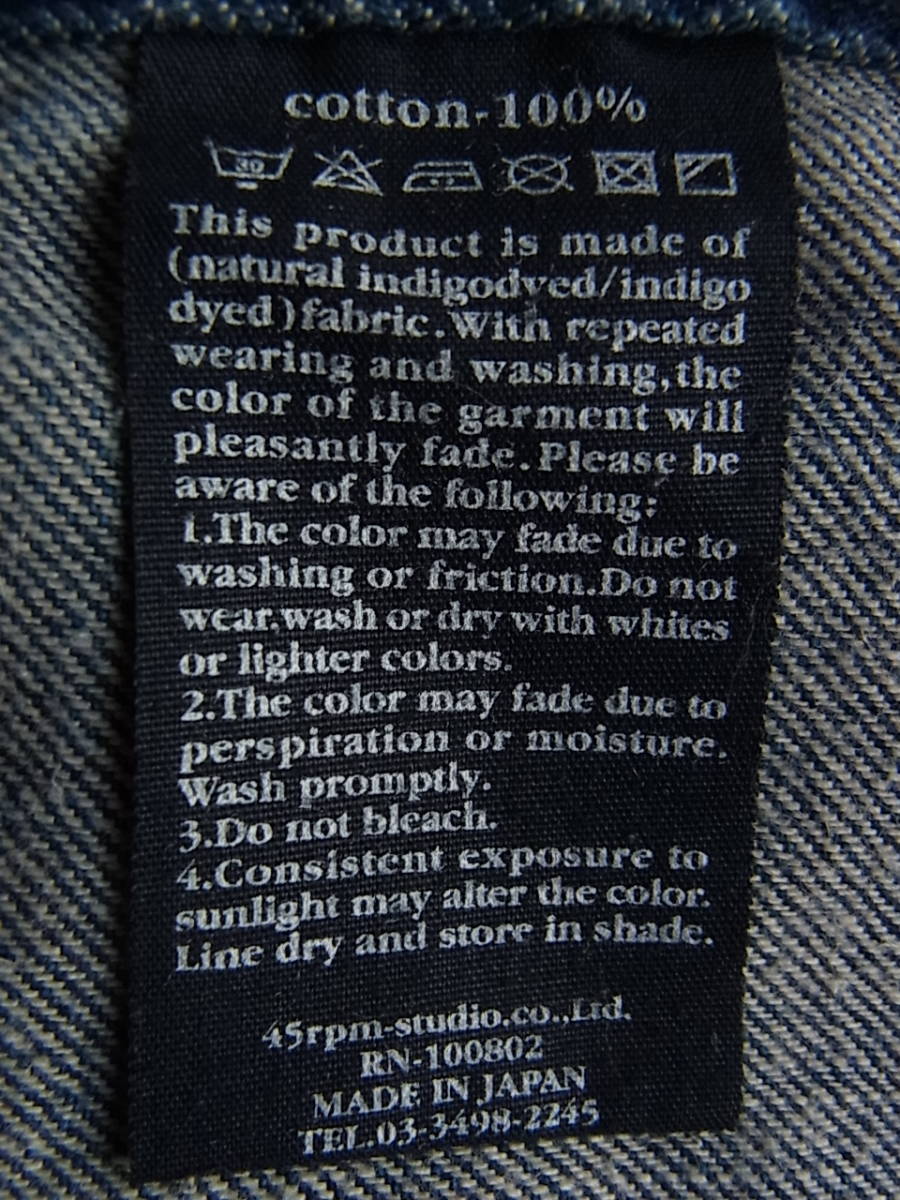 cotton-100%
30
This product is made of
(natural indigodyed/indigo
dyed)fabric.With repeated
wearing and washing,the
color of the garment will
pleasantly fade.Please be
aware of the following:
1.The color may fade due to
washing or friction.Do not
wear,wash or dry with whites
or lighter colors.
2.The color may fade due to
perspiration or moisture.
Wash promptly.
3.Do not bleach.
4.Consistent exposure to
sunlight may alter the color.
Line dry and store in shade.
45rpm-studio.co.,Ltd.
RN-100802
MADE IN JAPAN
TEL.03-3498-2245